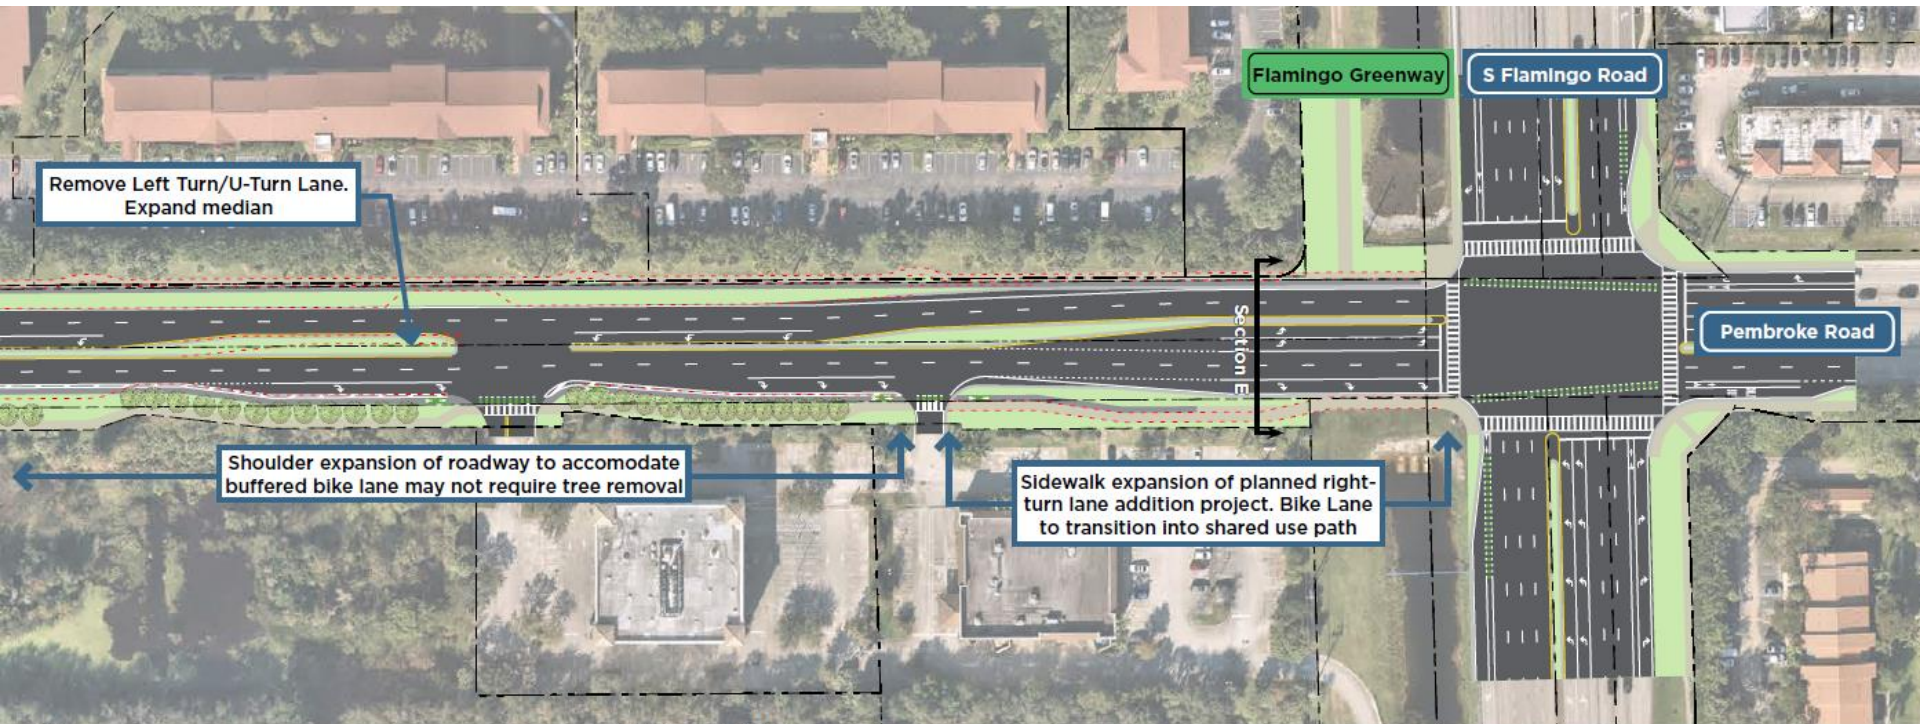 Flamingo Greenway
S FlamIngo Road
Remove Left Turn/U-Turn Lane.
Expand median
Section E
Pembroke Road
Shoulder expansion of roadway to accomodate
buffered bike lane may not require tree removal
Sidewalk expansion of planned right-
turn lane addition project. Bike Lane
to transition into shared use path